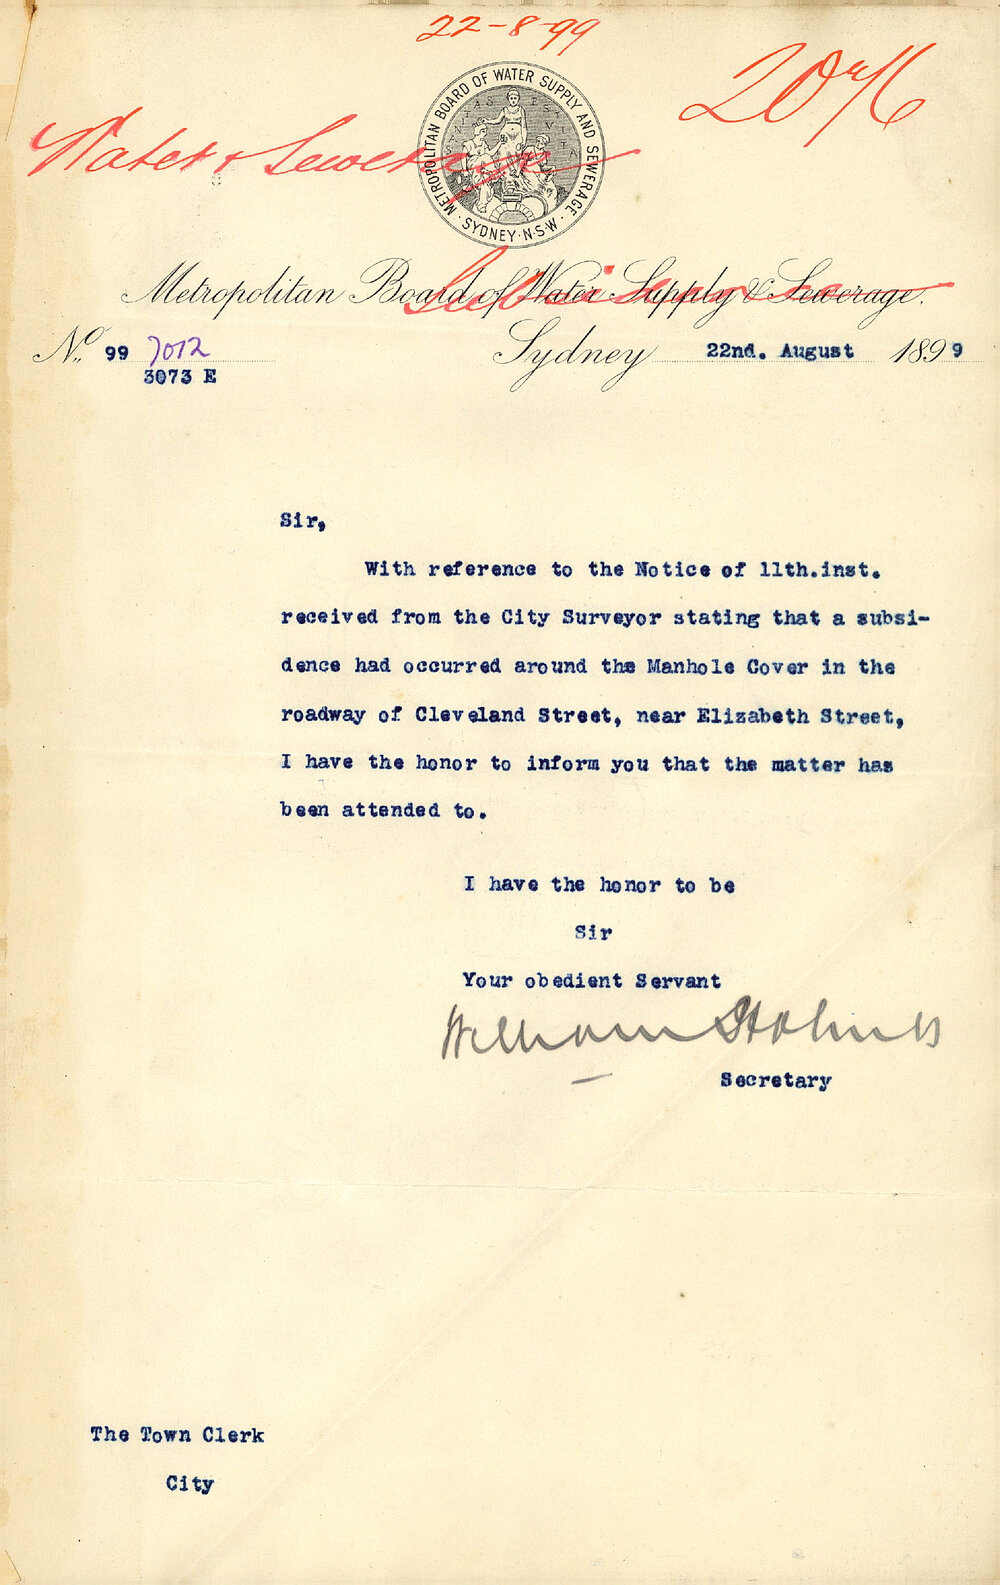 22-8-99
Water & Sewerage
METROPOLITAN BOARD OF WATER SUPPLY AND SEWERAGE
· SYDNEY · N·S·W ·
Metropolitan Board of Water Supply & Sewerage.
No. 99 7012
3073 E
Sydney 22nd. August 1899
Sir,
With reference to the Notice of 11th.inst.
received from the City Surveyor stating that a subsi-
dence had occurred around the Manhole Cover in the
roadway of Cleveland Street, near Elizabeth Street,
I have the honor to inform you that the matter has
been attended to.
I have the honor to be
Sir
Your obedient Servant
William Holmes
Secretary
The Town Clerk
City